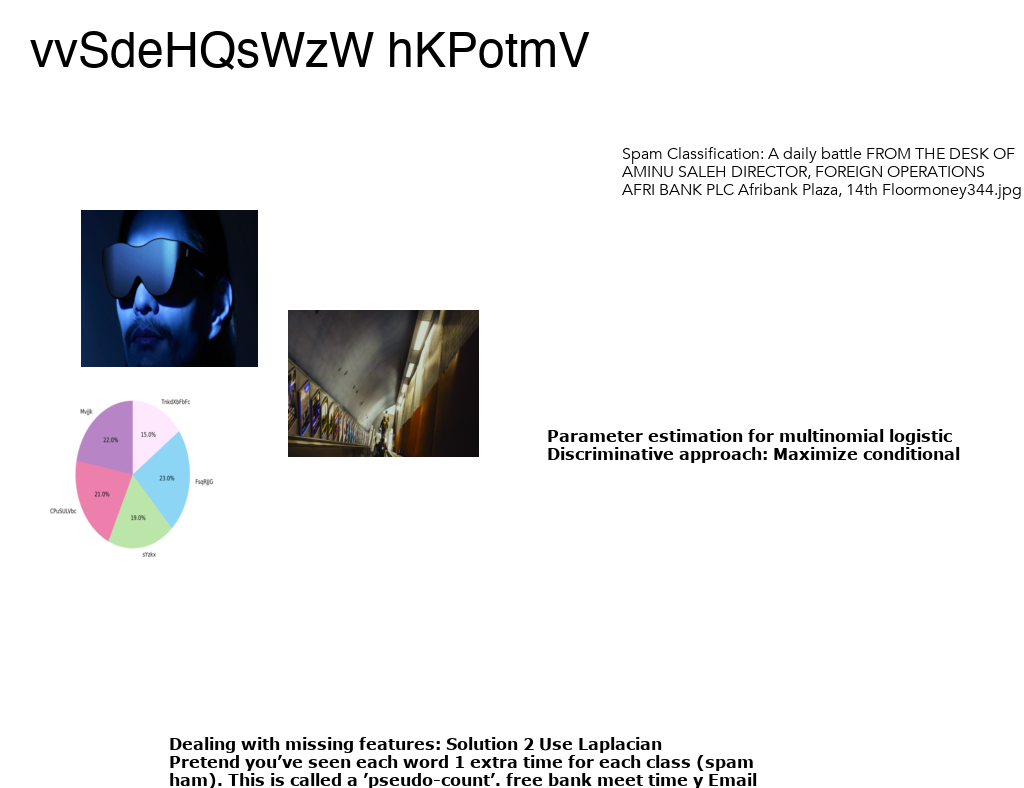 vvSdeHQsWzW hKPotmV
Spam Classification: A daily battle FROM THE DESK OF
AMINU SALEH DIRECTOR, FOREIGN OPERATIONS
AFRI BANK PLC Afribank Plaza, 14th Floormoney344.jpg
TnkdXbFbFc
Mvjjk
15.0%
22.0%
23.0%
FsqRJJG
21.0%
CPuSULVbc
19.0%
sYzkx
Parameter estimation for multinomial logistic
Discriminative approach: Maximize conditional
Dealing with missing features: Solution 2 Use Laplacian
Pretend you’ve seen each word 1 extra time for each class (spam
ham). This is called a ’pseudo-count’. free bank meet time y Email